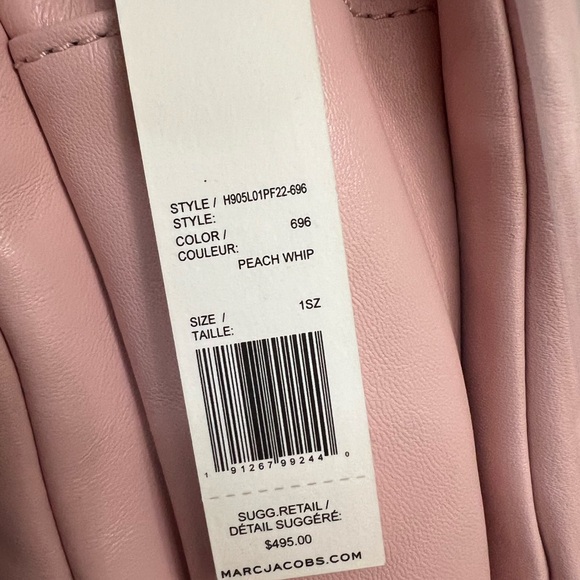 STYLE / H905L01PF22-696
STYLE:
COLOR / 696
COULEUR:
PEACH WHIP
SIZE / 1SZ
TAILLE:
1 91267 99244 0
SUGG.RETAIL /
DÉTAIL SUGGÉRÉ:
$495.00
MARCJACOBS.COM